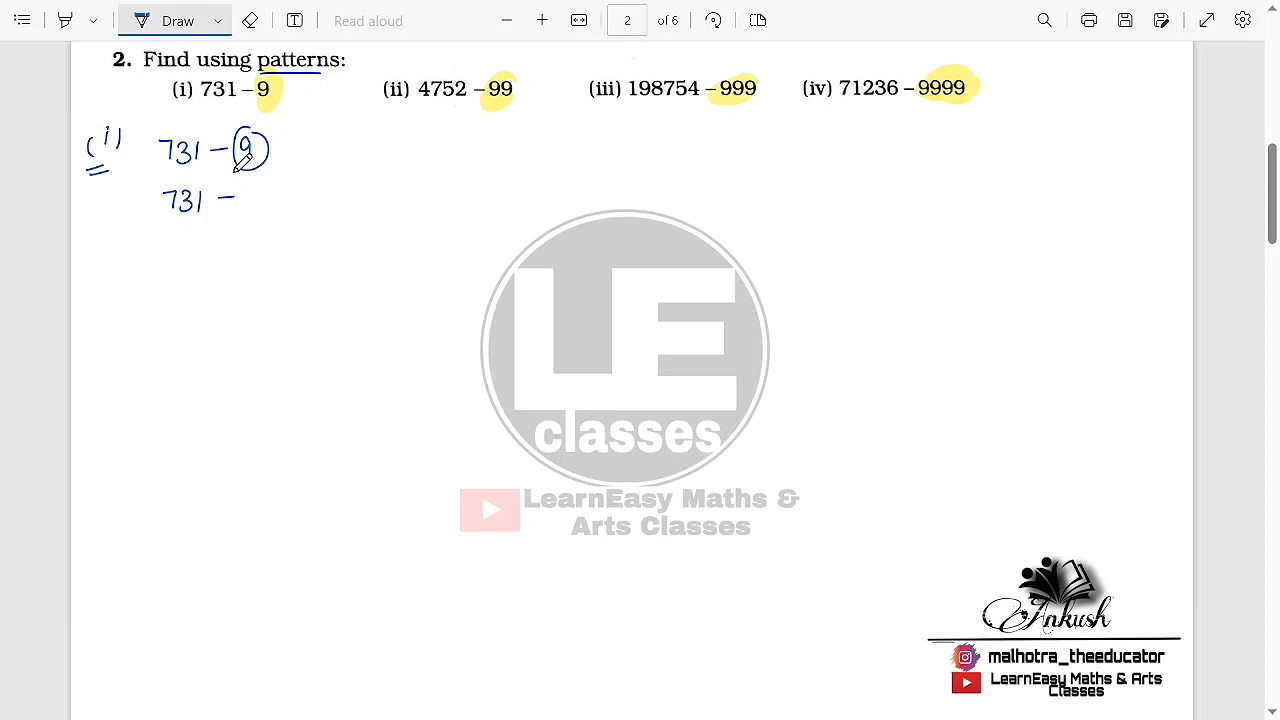 Draw
Read aloud
2 of 6
2. Find using patterns:
(i) 731 – 9 (ii) 4752 – 99 (iii) 198754 – 999 (iv) 71236 – 9999
(i) 731 – 9
731 –
LE
classes
LearnEasy Maths &
Arts Classes
Ankush
malhotra_theeducator
LearnEasy Maths & Arts
Classes